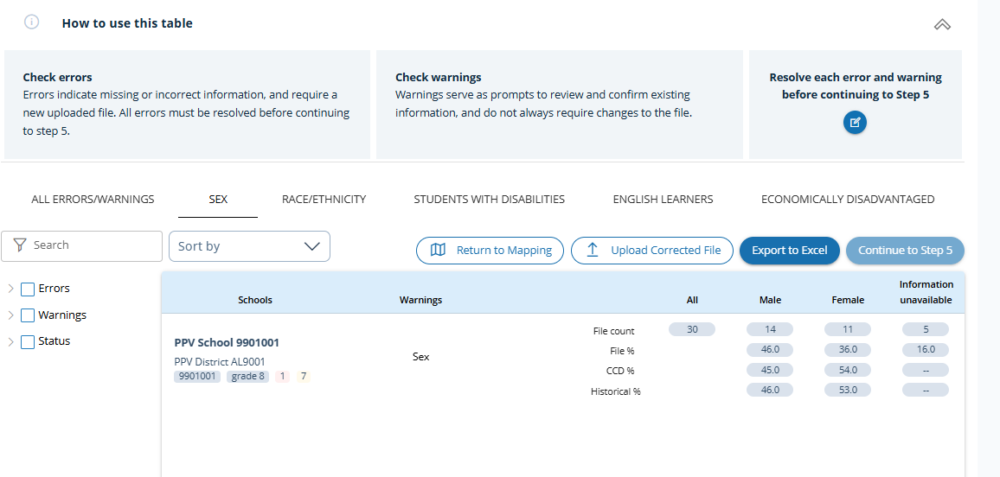 How to use this table
Check errors
Errors indicate missing or incorrect information, and require a
new uploaded file. All errors must be resolved before continuing
to step 5.
Check warnings
Warnings serve as prompts to review and confirm existing
information, and do not always require changes to the file.
Resolve each error and warning
before continuing to Step 5
ALL ERRORS/WARNINGS SEX RACE/ETHNICITY STUDENTS WITH DISABILITIES ENGLISH LEARNERS ECONOMICALLY DISADVANTAGED
Search Sort by Return to Mapping Upload Corrected File Export to Excel Continue to Step 5
Errors
Warnings
Status
Schools Warnings All Male Female Information
unavailable
PPV School 9901001
PPV District AL9001
9901001 grade 8 1 7
Sex
File count 30 14 11 5
File % 46.0 36.0 16.0
CCD % 45.0 54.0 --
Historical % 46.0 53.0 --